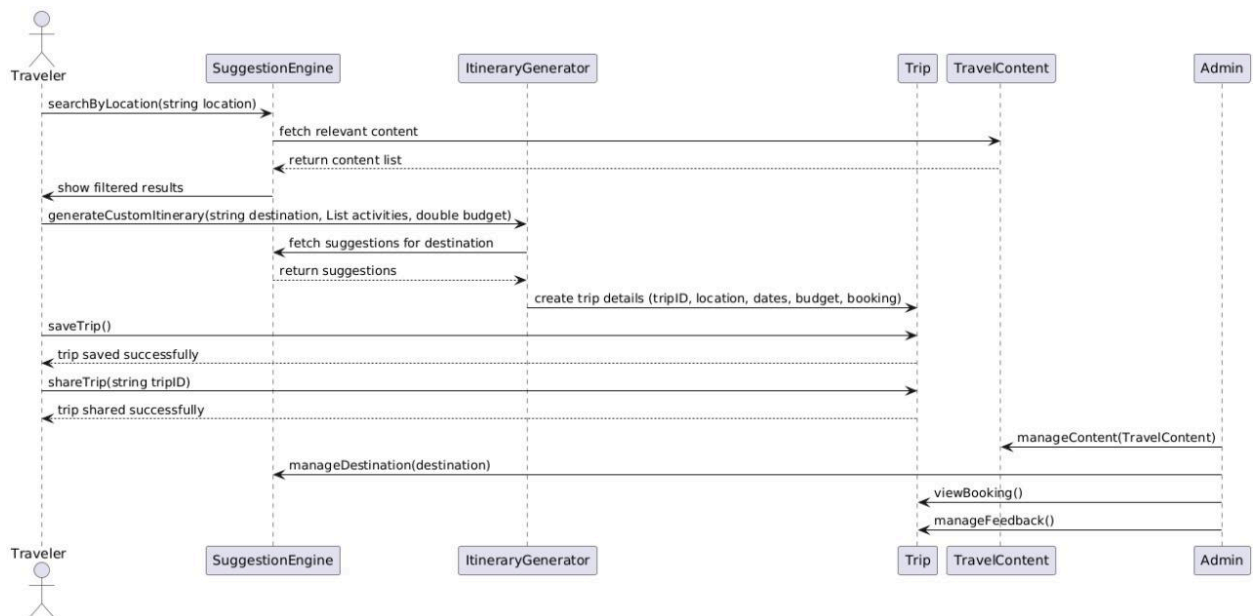 Traveler
SuggestionEngine
ItineraryGenerator
Trip
TravelContent
Admin
searchByLocation(string location)
fetch relevant content
return content list
show filtered results
generateCustomItinerary(string destination, List activities, double budget)
fetch suggestions for destination
return suggestions
create trip details (tripID, location, dates, budget, booking)
saveTrip()
trip saved successfully
shareTrip(string tripID)
trip shared successfully
manageContent(TravelContent)
manageDestination(destination)
viewBooking()
manageFeedback()
Traveler
SuggestionEngine
ItineraryGenerator
Trip
TravelContent
Admin